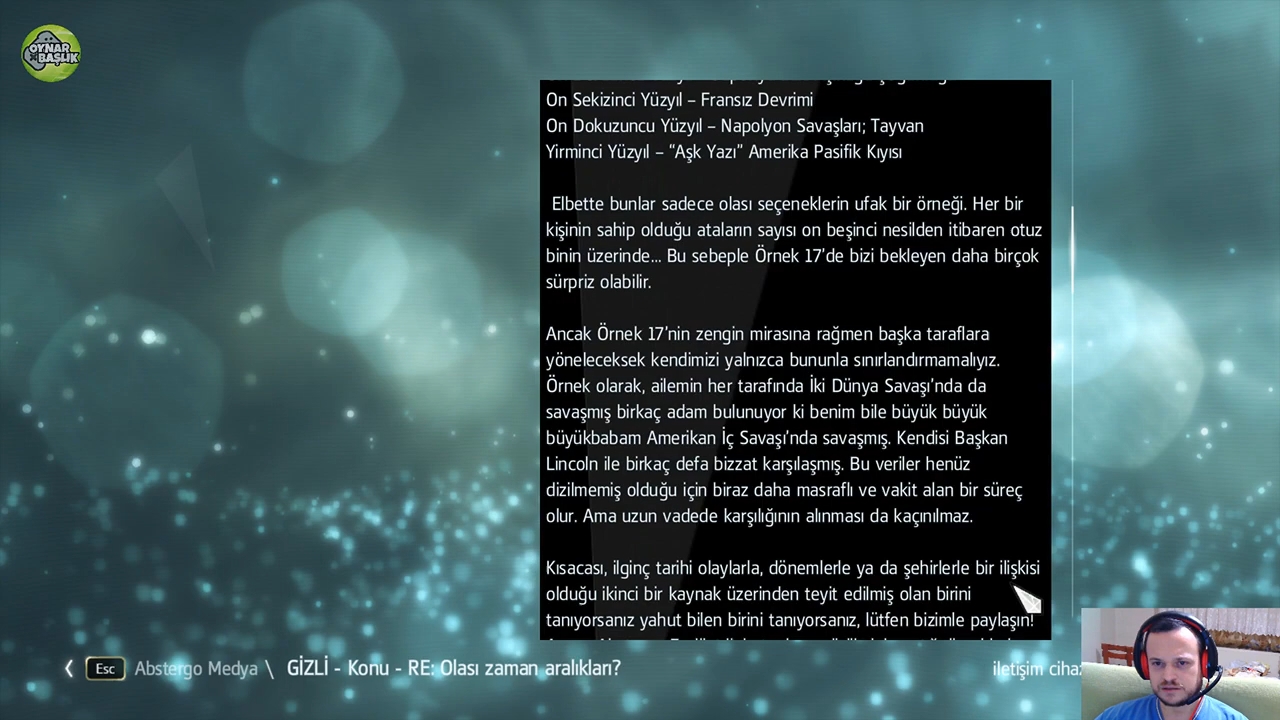 OYNAR
BAŞLIK
On Sekizinci Yüzyıl – Fransız Devrimi
On Dokuzuncu Yüzyıl – Napolyon Savaşları; Tayvan
Yirminci Yüzyıl – "Aşk Yazı" Amerika Pasifik Kıyısı
Elbette bunlar sadece olası seçeneklerin ufak bir örneği. Her bir
kişinin sahip olduğu ataların sayısı on beşinci nesilden itibaren otuz
binin üzerinde... Bu sebeple Örnek 17'de bizi bekleyen daha birçok
sürpriz olabilir.
Ancak Örnek 17'nin zengin mirasına rağmen başka taraflara
yöneleceksek kendimizi yalnızca bununla sınırlandırmamalıyız.
Örnek olarak, ailemin her tarafında İki Dünya Savaşı'nda da
savaşmış birkaç adam bulunuyor ki benim bile büyük büyük
büyükbabam Amerikan İç Savaşı'nda savaşmış. Kendisi Başkan
Lincoln ile birkaç defa bizzat karşılaşmış. Bu veriler henüz
dizilmemiş olduğu için biraz daha masraflı ve vakit alan bir süreç
olur. Ama uzun vadede karşılığının alınması da kaçınılmaz.
Kısacası, ilginç tarihi olaylarla, dönemlerle ya da şehirlerle bir ilişkisi
olduğu ikinci bir kaynak üzerinden teyit edilmiş olan birini
tanıyorsanız yahut bilen birini tanıyorsanız, lütfen bizimle paylaşın!
Esc Abstergo Medya \ GİZLİ - Konu - RE: Olası zaman aralıkları?
iletişim cihaz